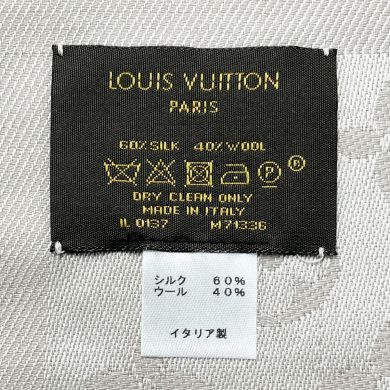 LOUIS VUITTON
PARIS
60% SILK 40% WOOL
P
DRY CLEAN ONLY
MADE IN ITALY
IL 0137 M71336
シルク 60%
ウール 40%
イタリア製